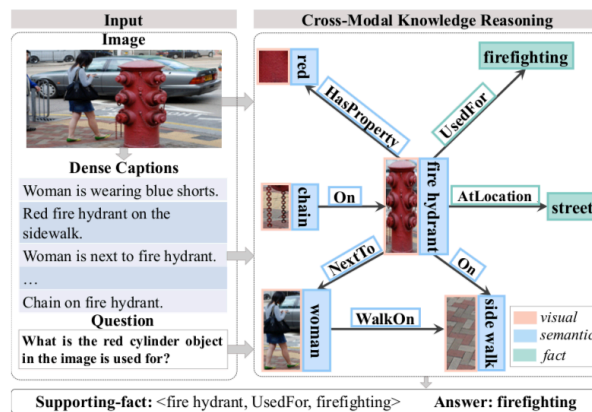 Input
Image
Dense Captions
Woman is wearing blue shorts.
Red fire hydrant on the
sidewalk.
Woman is next to fire hydrant.
...
Chain on fire hydrant.
Question
What is the red cylinder object
in the image is used for?
Cross-Modal Knowledge Reasoning
red
firefighting
HasProperty
UsedFor
chain
On
fire hydrant
AtLocation
street
NextTo
On
woman
WalkOn
side walk
visual
semantic
fact
Supporting-fact: <fire hydrant, UsedFor, firefighting>
Answer: firefighting